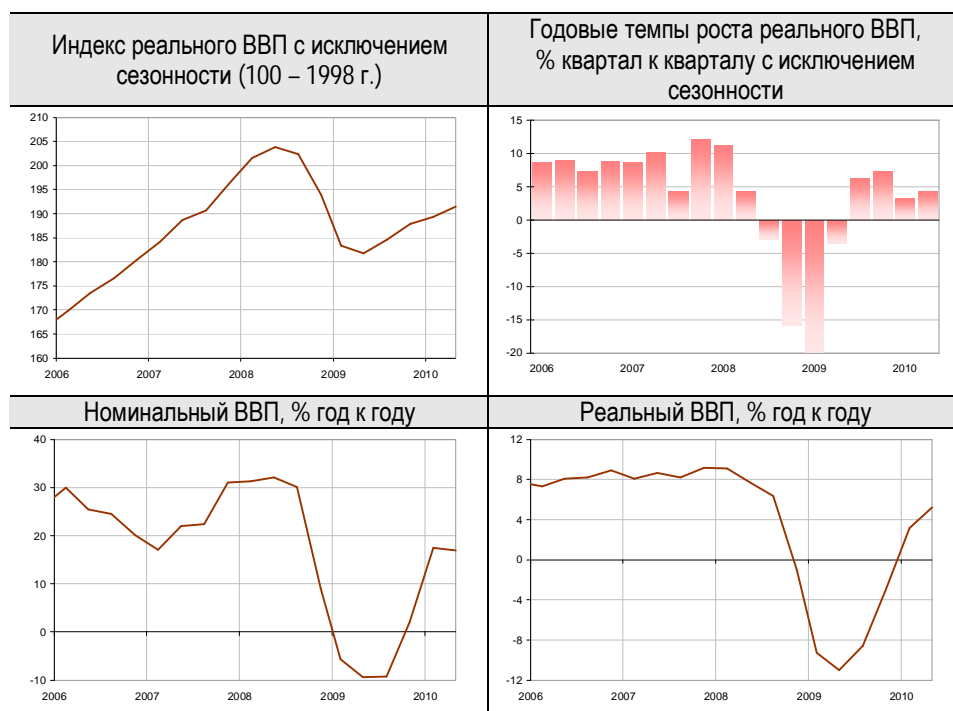 Индекс реального ВВП с исключением
сезонности (100 – 1998 г.)
Годовые темпы роста реального ВВП,
% квартал к кварталу с исключением
сезонности
210
205
200
195
190
185
180
175
170
165
160
2006 2007 2008 2009 2010
15
10
5
0
-5
-10
-15
-20
2006 2007 2008 2009 2010
Номинальный ВВП, % год к году
Реальный ВВП, % год к году
40
30
20
10
0
-10
2006 2007 2008 2009 2010
12
8
4
0
-4
-8
-12
2006 2007 2008 2009 2010